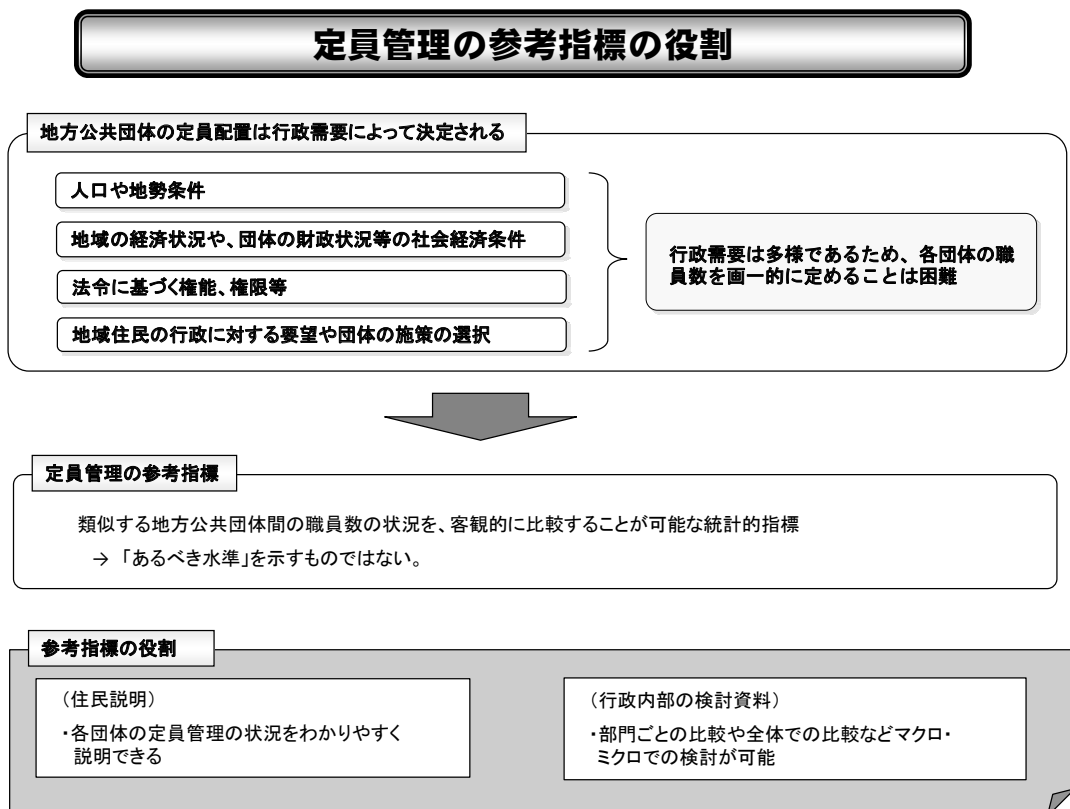 定員管理の参考指標の役割
地方公共団体の定員配置は行政需要によって決定される
人口や地勢条件
地域の経済状況や、団体の財政状況等の社会経済条件
法令に基づく権能、権限等
地域住民の行政に対する要望や団体の施策の選択
行政需要は多様であるため、各団体の職
員数を画一的に定めることは困難
定員管理の参考指標
類似する地方公共団体間の職員数の状況を、客観的に比較することが可能な統計的指標
→ 「あるべき水準」を示すものではない。
参考指標の役割
（住民説明）
・各団体の定員管理の状況をわかりやすく
説明できる
（行政内部の検討資料）
・部門ごとの比較や全体での比較などマクロ・
ミクロでの検討が可能